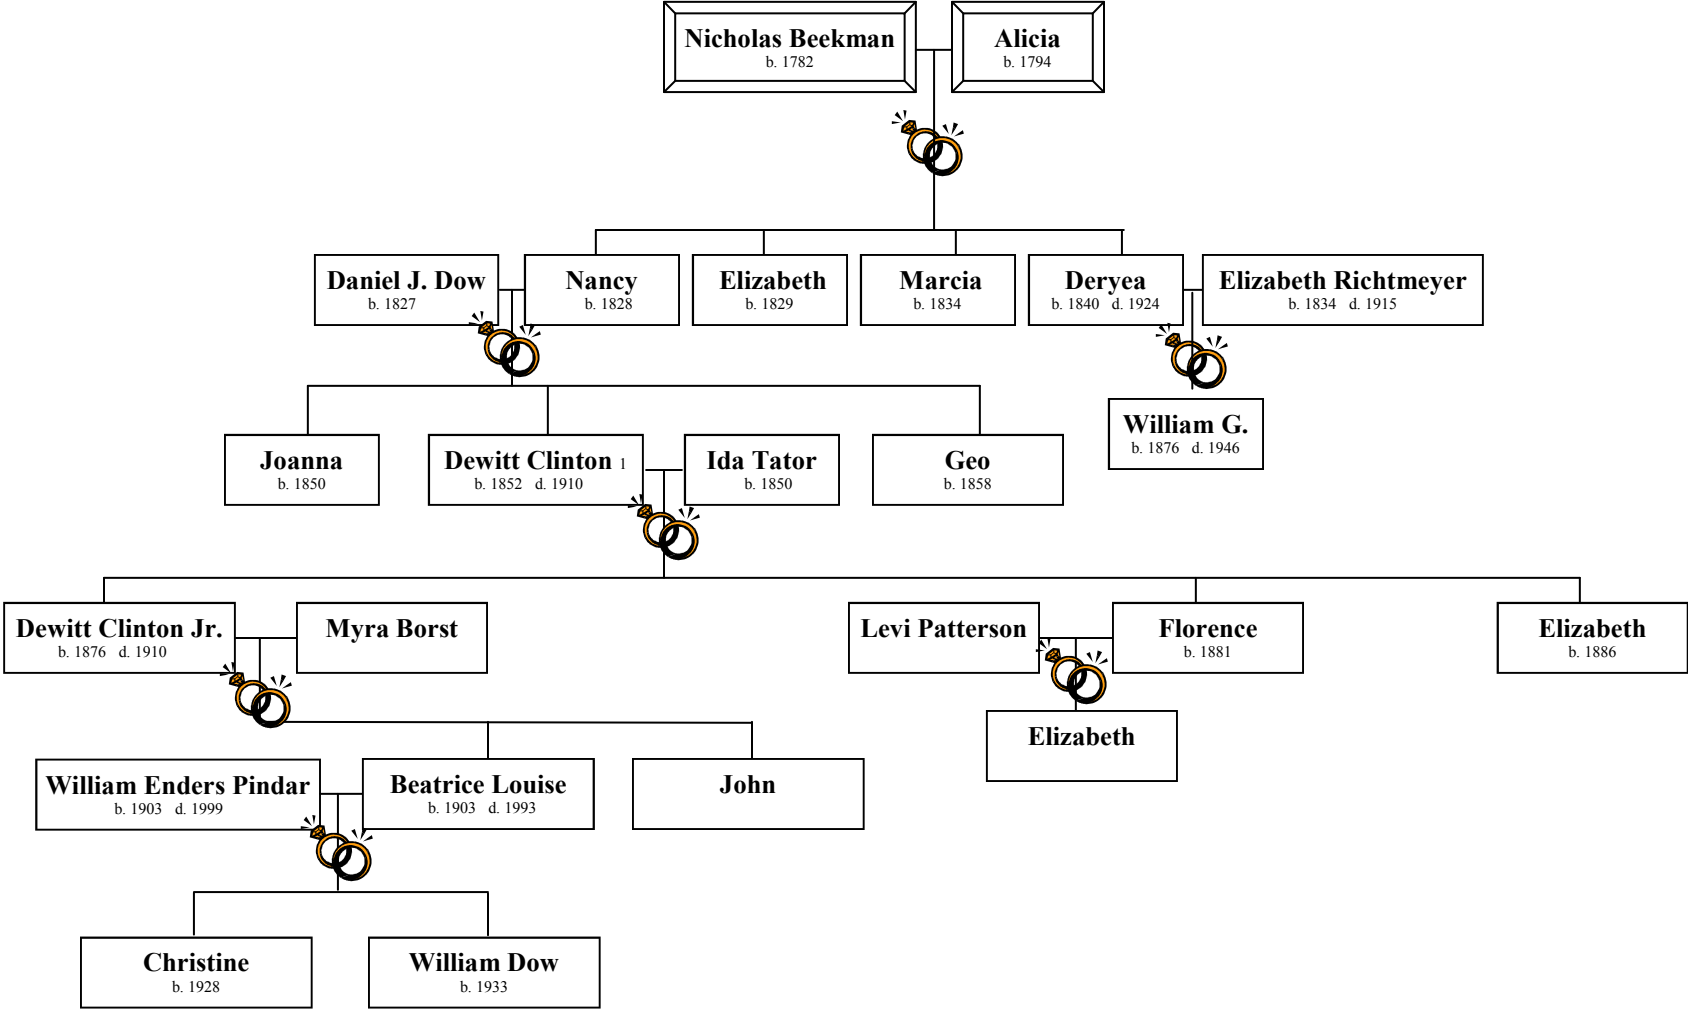 Nicholas Beekman
b. 1782
Alicia
b. 1794
Daniel J. Dow
b. 1827
Nancy
b. 1828
Elizabeth
b. 1829
Marcia
b. 1834
Deryea
b. 1840 d. 1924
Elizabeth Richtmeyer
b. 1834 d. 1915
William G.
b. 1876 d. 1946
Joanna
b. 1850
Dewitt Clinton 1
b. 1852 d. 1910
Ida Tator
b. 1850
Geo
b. 1858
Dewitt Clinton Jr.
b. 1876 d. 1910
Myra Borst
Levi Patterson
Florence
b. 1881
Elizabeth
b. 1886
Elizabeth
William Enders Pindar
b. 1903 d. 1999
Beatrice Louise
b. 1903 d. 1993
John
Christine
b. 1928
William Dow
b. 1933